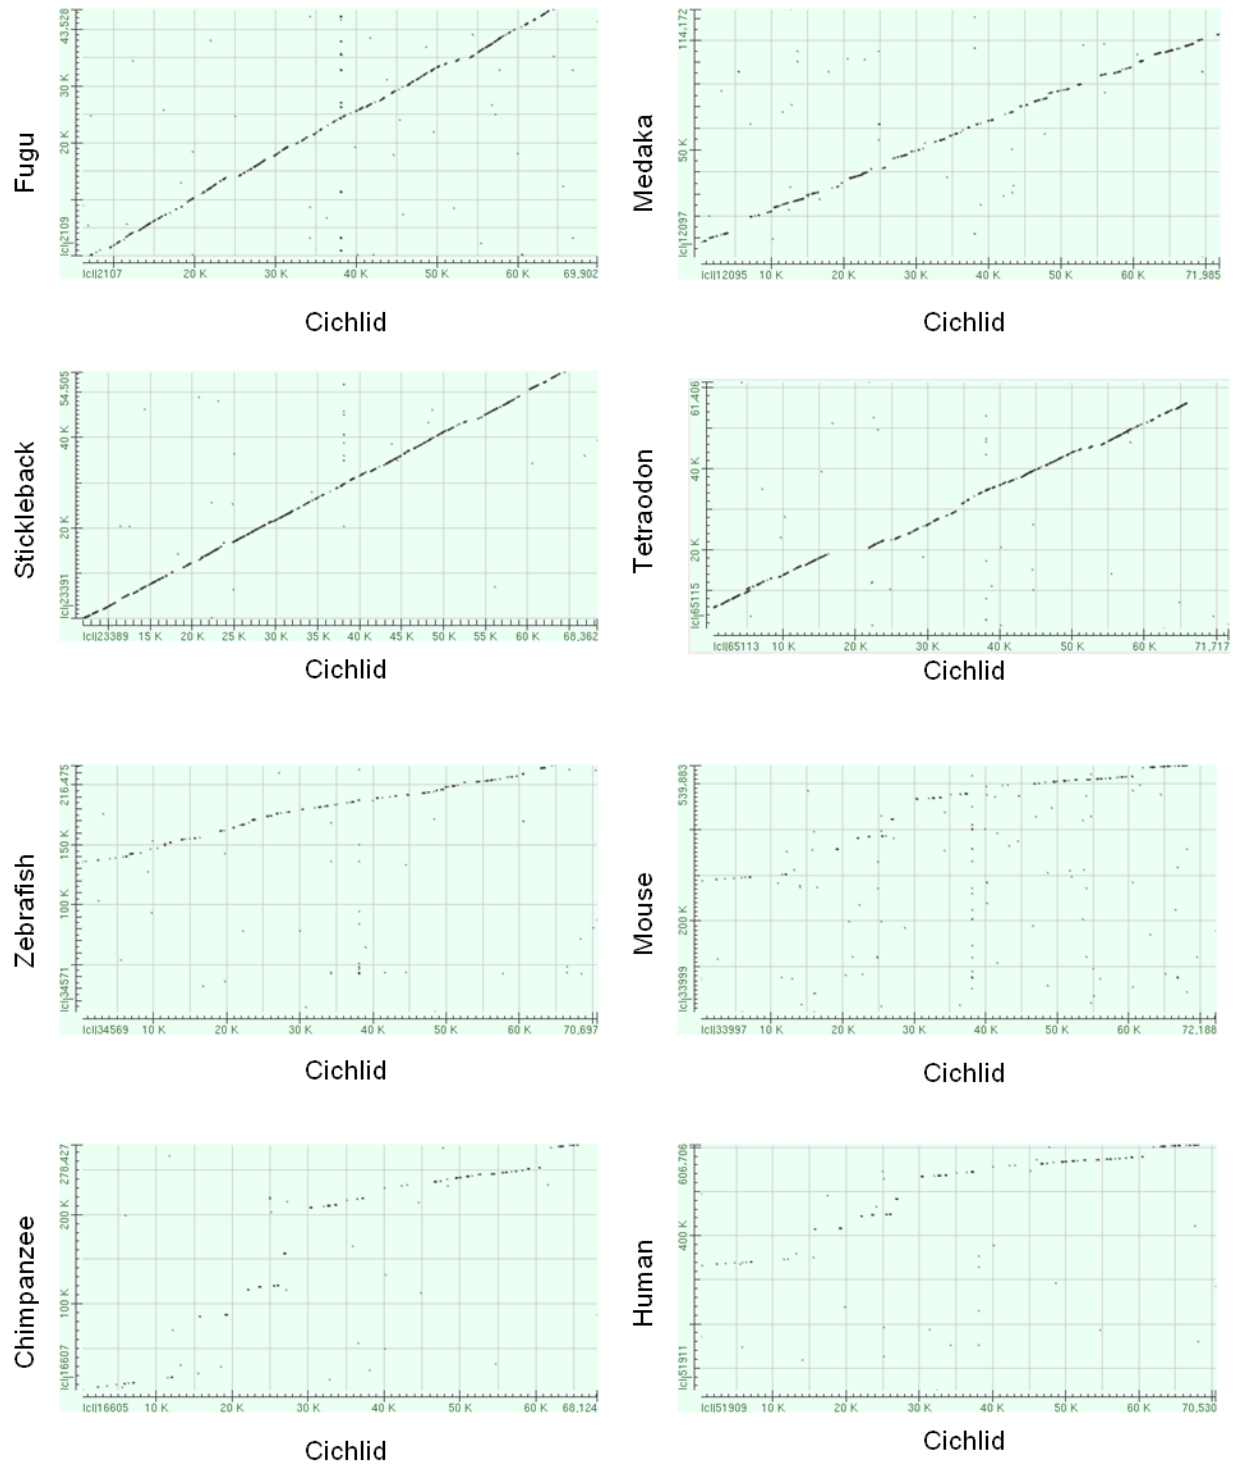 43,528
30 K
20 K
lcl|2109
Fugu
lcl|2107 20 K 30 K 40 K 50 K 60 K 69,902
Cichlid
114,172
50 K
lcl|12097
Medaka
lcl|12095 10 K 20 K 30 K 40 K 50 K 60 K 71,985
Cichlid
54,505
40 K
20 K
lcl|23391
Stickleback
lcl|23389 15 K 20 K 25 K 30 K 35 K 40 K 45 K 50 K 55 K 60 K 68,362
Cichlid
61,406
40 K
20 K
lcl|65115
Tetraodon
lcl|65113 10 K 20 K 30 K 40 K 50 K 60 K 71,717
Cichlid
216,475
150 K
100 K
lcl|34571
Zebrafish
lcl|34569 10 K 20 K 30 K 40 K 50 K 60 K 70,697
Cichlid
539,883
200 K
lcl|33999
Mouse
lcl|33997 10 K 20 K 30 K 40 K 50 K 60 K 72,188
Cichlid
278,427
200 K
100 K
lcl|16607
Chimpanzee
lcl|16605 10 K 20 K 30 K 40 K 50 K 60 K 68,124
Cichlid
606,706
400 K
lcl|51911
Human
lcl|51909 10 K 20 K 30 K 40 K 50 K 60 K 70,530
Cichlid